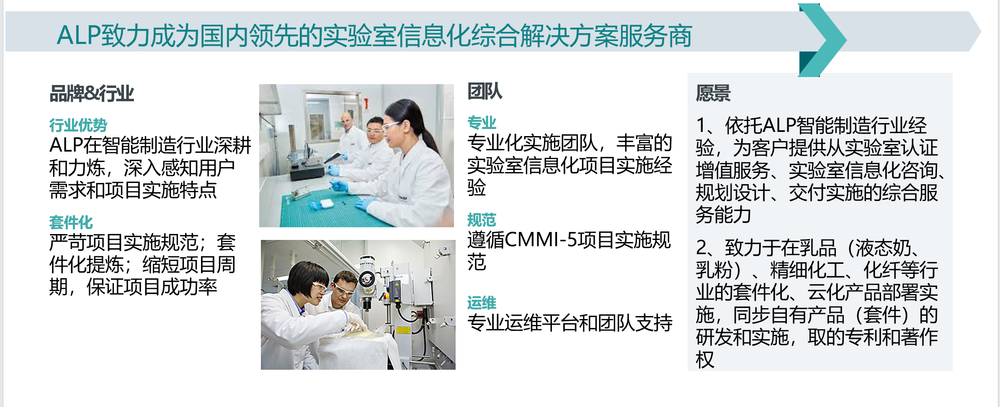 ALP致力成为国内领先的实验室信息化综合解决方案服务商
品牌&行业
行业优势
ALP在智能制造行业深耕
和力炼，深入感知用户
需求和项目实施特点
套件化
严苛项目实施规范；套
件化提炼；缩短项目周
期，保证项目成功率
团队
专业
专业化实施团队，丰富的
实验室信息化项目实施经
验
规范
遵循CMMI-5项目实施规
范
运维
专业运维平台和团队支持
愿景
1、依托ALP智能制造行业经
验，为客户提供从实验室认证
增值服务、实验室信息化咨询、
规划设计、交付实施的综合服
务能力
2、致力于在乳品（液态奶、
乳粉）、精细化工、化纤等行
业的套件化、云化产品部署实
施，同步自有产品（套件）的
研发和实施，取的专利和著作
权